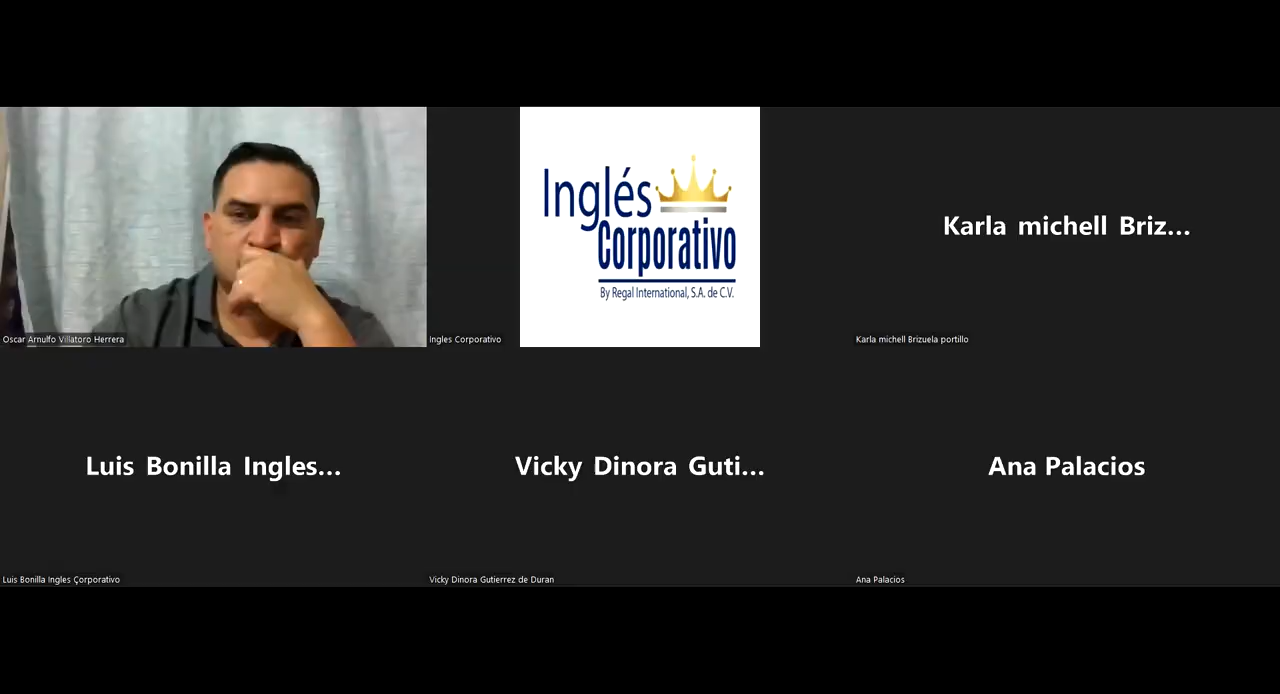 Oscar Arnulfo Villatoro Herrera
Inglés
Corporativo
By Regal International, S.A. de C.V.
Ingles Corporativo
Karla michell Briz...
Karla michell Brizuela portillo
Luis Bonilla Ingles...
Luis Bonilla Ingles Çorporativo
Vicky Dinora Guti...
Vicky Dinora Gutierrez de Duran
Ana Palacios
Ana Palacios